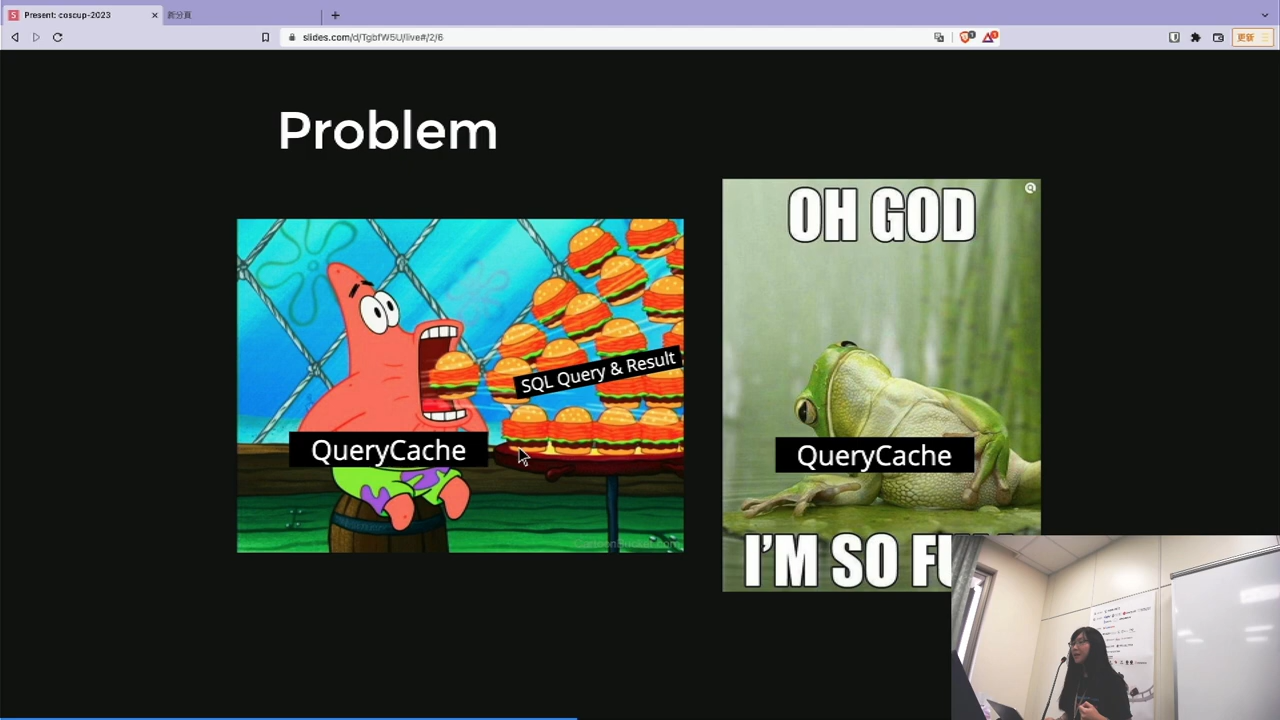 Present: coscup-2023
新分頁
slides.com/d/TgbfW5U/live#/2/6
更新
Problem
SQL Query & Result
QueryCache
OH GOD
QueryCache
I'M SO FU